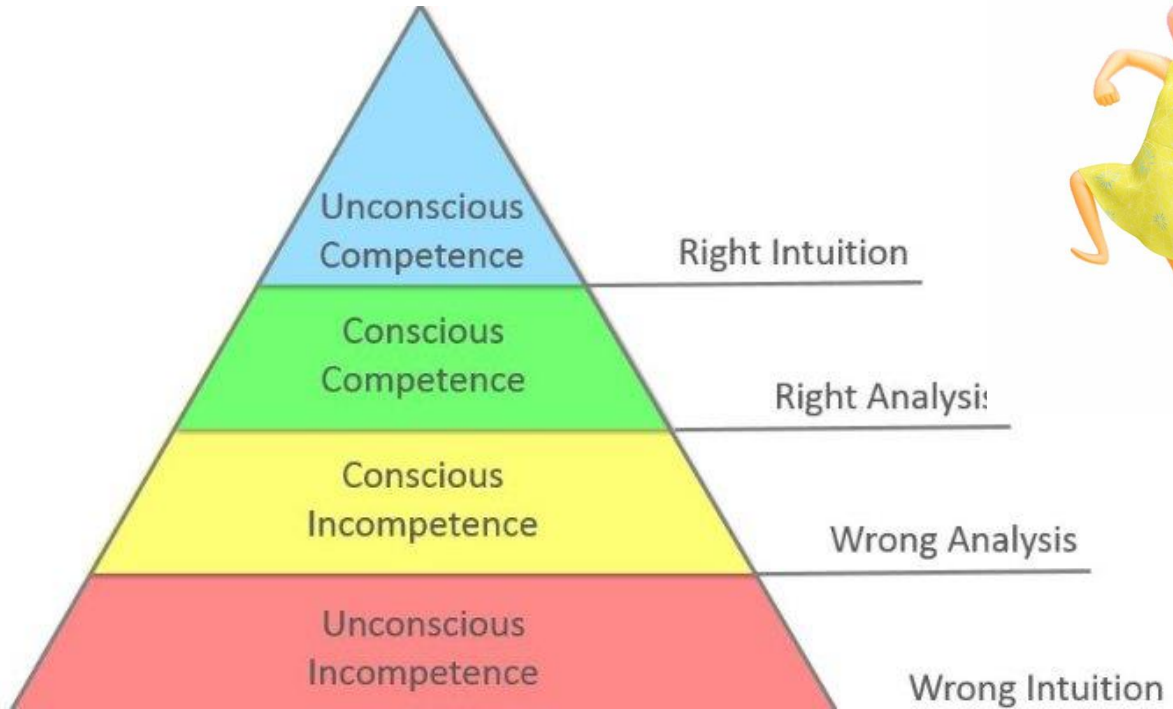 Unconscious
Competence
Right Intuition
Conscious
Competence
Right Analysis
Conscious
Incompetence
Wrong Analysis
Unconscious
Incompetence
Wrong Intuition